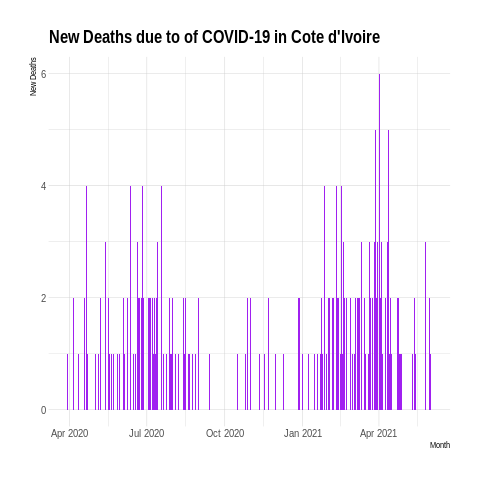 New Deaths due to of COVID-19 in Cote d'Ivoire
New Deaths
6
4
2
0
Apr 2020 Jul 2020 Oct 2020 Jan 2021 Apr 2021
Month